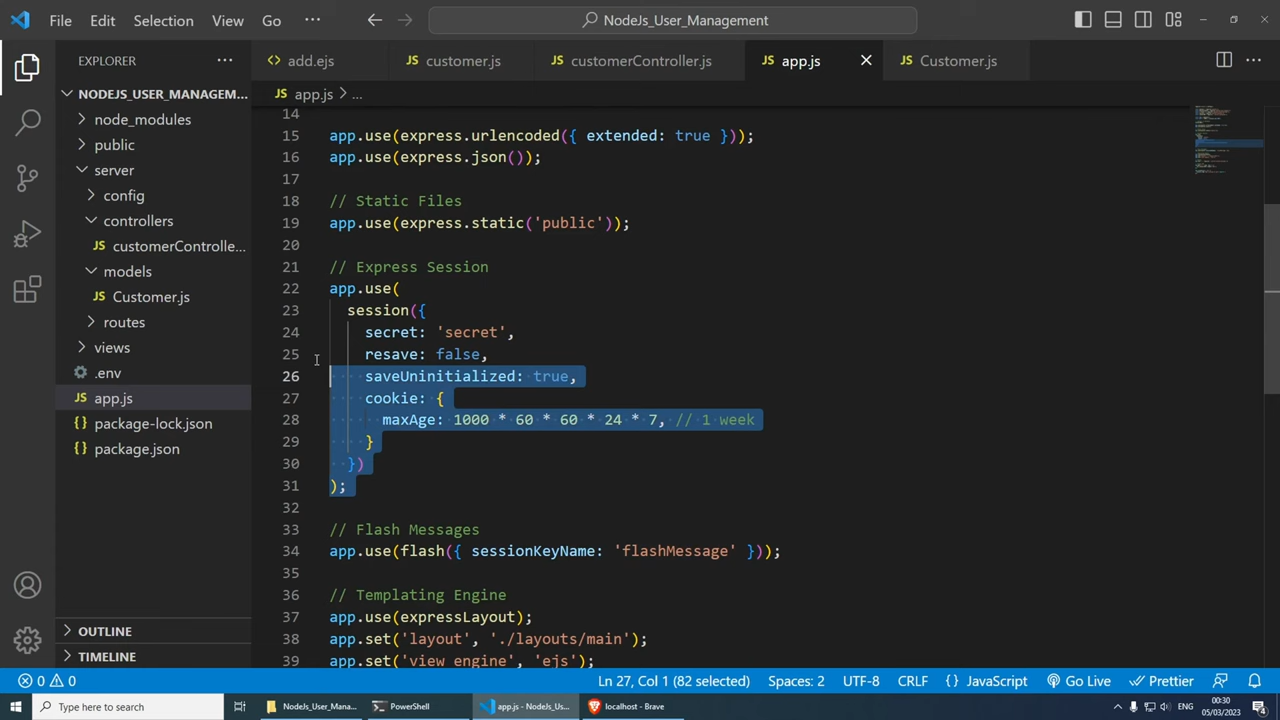 File Edit Selection View Go ··· NodeJs_User_Management
EXPLORER ···
add.ejs JS customer.js JS customerController.js JS app.js JS Customer.js ···
NODEJS_USER_MANAGEM...
node_modules
public
server
config
controllers
JS customerControlle...
models
JS Customer.js
routes
views
.env
JS app.js
package-lock.json
package.json
OUTLINE
TIMELINE
JS app.js > ...
14
15 app.use(express.urlencoded({ extended: true }));
16 app.use(express.json());
17
18 // Static Files
19 app.use(express.static('public'));
20
21 // Express Session
22 app.use(
23 session({
24 secret: 'secret',
25 resave: false,
26 saveUninitialized: true,
27 cookie: {
28 maxAge: 1000 * 60 * 60 * 24 * 7, // 1 week
29 }
30 })
31 );
32
33 // Flash Messages
34 app.use(flash({ sessionKeyName: 'flashMessage' }));
35
36 // Templating Engine
37 app.use(expressLayout);
38 app.set('layout', './layouts/main');
39 app.set('view engine', 'ejs');
0 0 Ln 27, Col 1 (82 selected) Spaces: 2 UTF-8 CRLF {} JavaScript Go Live Prettier
Type here to search NodeJs_User_Mana... PowerShell app.js - NodeJs_Us... localhost - Brave 00:30
05/03/2023 4